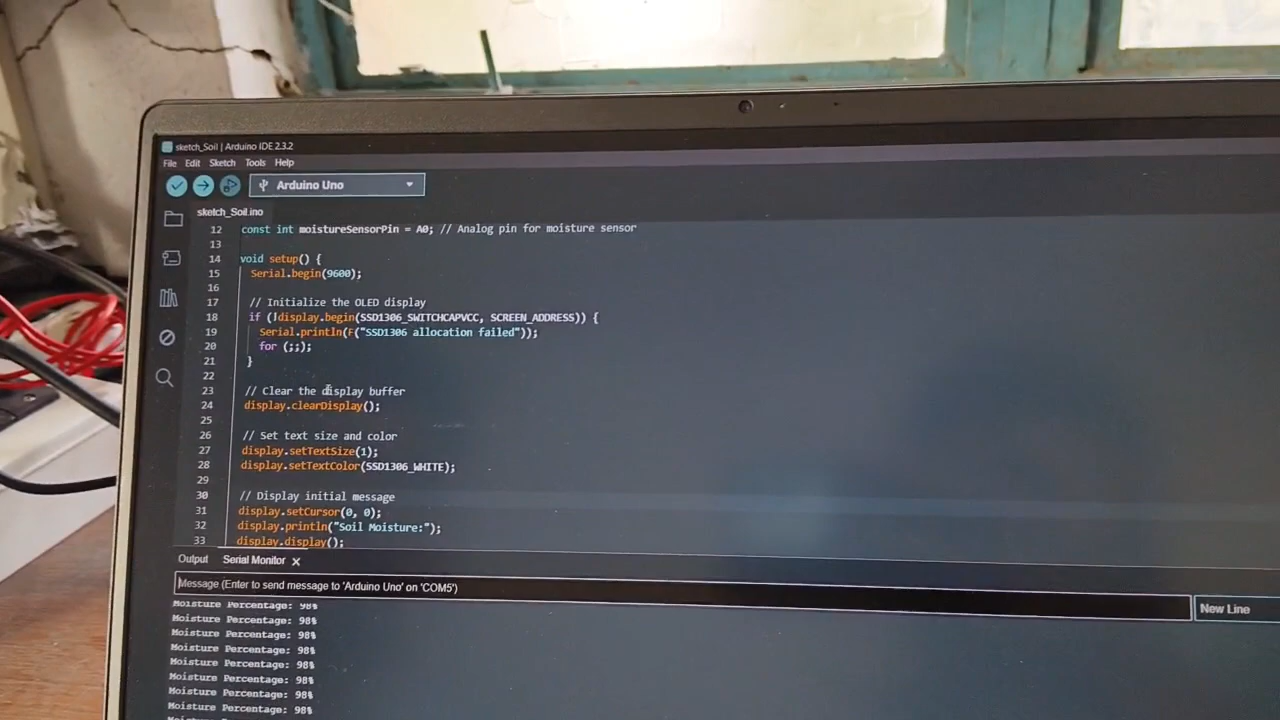 sketch_Soil | Arduino IDE 2.3.2
File Edit Sketch Tools Help
Arduino Uno
sketch_Soil.ino
12 const int moistureSensorPin = A0; // Analog pin for moisture sensor
13
14 void setup() {
15 Serial.begin(9600);
16
17 // Initialize the OLED display
18 if (!display.begin(SSD1306_SWITCHCAPVCC, SCREEN_ADDRESS)) {
19 Serial.println(F("SSD1306 allocation failed"));
20 for (;;);
21 }
22
23 // Clear the display buffer
24 display.clearDisplay();
25
26 // Set text size and color
27 display.setTextSize(1);
28 display.setTextColor(SSD1306_WHITE);
29
30 // Display initial message
31 display.setCursor(0, 0);
32 display.println("Soil Moisture:");
33 display.display();
Output Serial Monitor
Message (Enter to send message to 'Arduino Uno' on 'COM5')
New Line
Moisture Percentage: 98%
Moisture Percentage: 98%
Moisture Percentage: 98%
Moisture Percentage: 98%
Moisture Percentage: 98%
Moisture Percentage: 98%
Moisture Percentage: 98%
Moisture Percentage: 98%